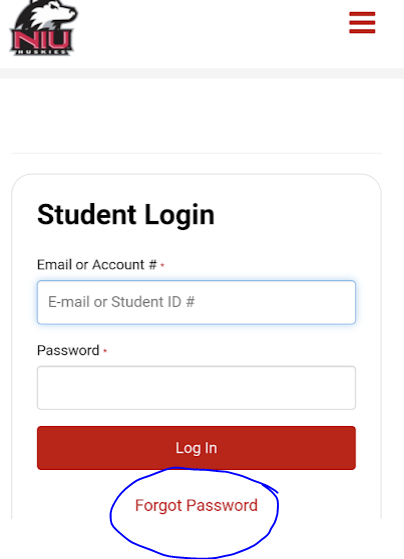 NIU
HUSKIES
Student Login
Email or Account # *
E-mail or Student ID #
Password *
Log In
Forgot Password